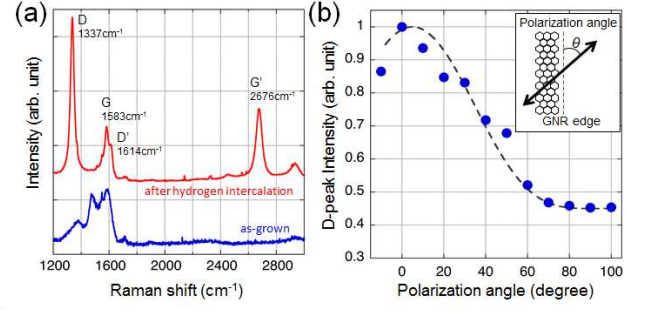 (a)
D
1337cm⁻¹
G
1583cm⁻¹
D'
1614cm⁻¹
G'
2676cm⁻¹
after hydrogen intercalation
as-grown
Intensity (arb. unit)
1200 1600 2000 2400 2800
Raman shift (cm⁻¹)
(b)
Polarization angle
θ
GNR edge
D-peak Intensity (arb. unit)
1
0.9
0.8
0.7
0.6
0.5
0.4
0.3
0 20 40 60 80 100
Polarization angle (degree)